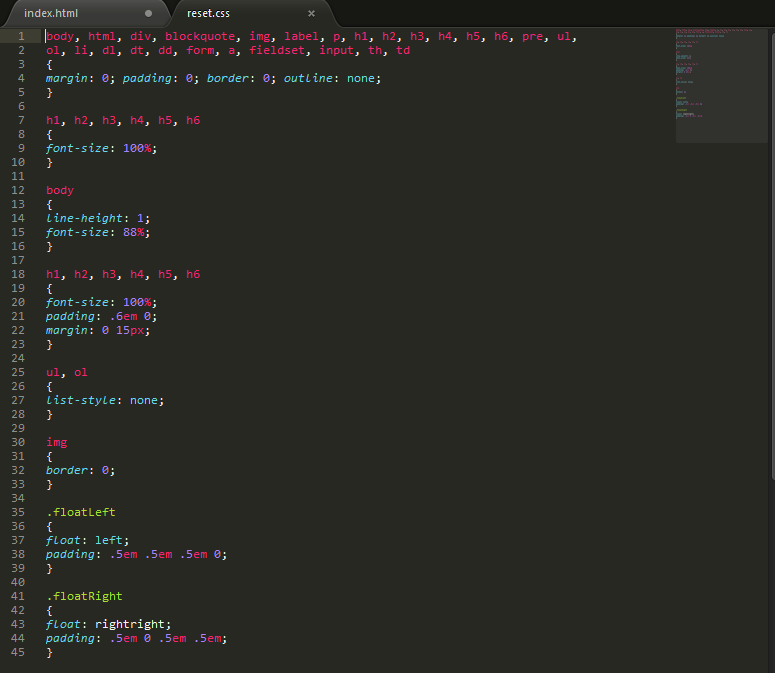 index.html
reset.css
1 body, html, div, blockquote, img, label, p, h1, h2, h3, h4, h5, h6, pre, ul,
2 ol, li, dl, dt, dd, form, a, fieldset, input, th, td
3 {
4 margin: 0; padding: 0; border: 0; outline: none;
5 }
6
7 h1, h2, h3, h4, h5, h6
8 {
9 font-size: 100%;
10 }
11
12 body
13 {
14 line-height: 1;
15 font-size: 88%;
16 }
17
18 h1, h2, h3, h4, h5, h6
19 {
20 font-size: 100%;
21 padding: .6em 0;
22 margin: 0 15px;
23 }
24
25 ul, ol
26 {
27 list-style: none;
28 }
29
30 img
31 {
32 border: 0;
33 }
34
35 .floatLeft
36 {
37 float: left;
38 padding: .5em .5em .5em 0;
39 }
40
41 .floatRight
42 {
43 float: rightright;
44 padding: .5em 0 .5em .5em;
45 }